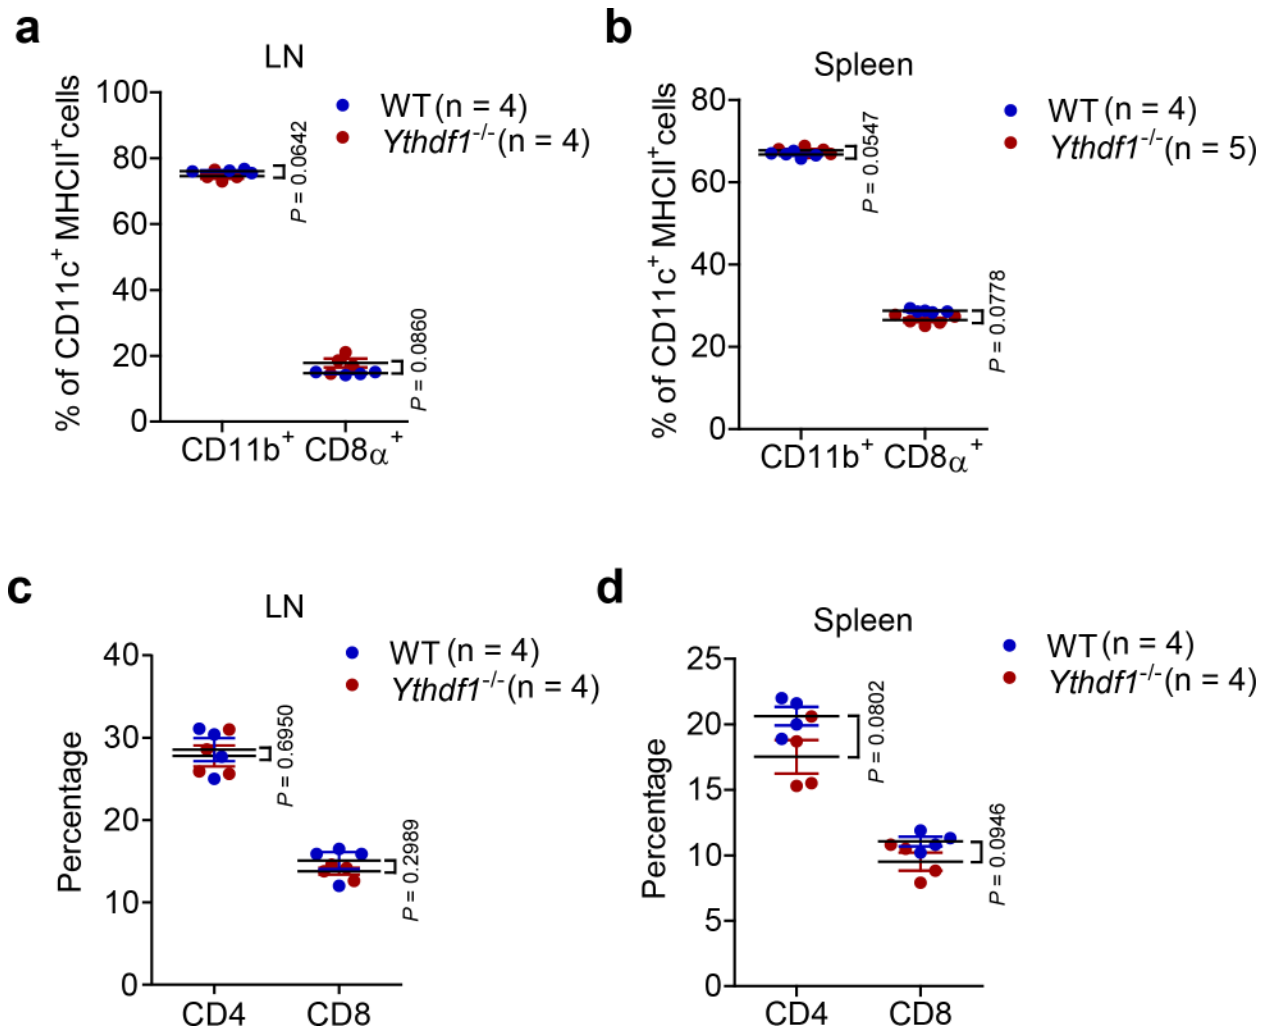 a
LN
% of CD11c+ MHCII+cells
100
80
60
40
20
0
WT (n = 4)
Ythdf1-/- (n = 4)
P = 0.0642
P = 0.0860
CD11b+ CD8α+
b
Spleen
% of CD11c+ MHCII+cells
80
60
40
20
0
WT (n = 4)
Ythdf1-/- (n = 5)
P = 0.0547
P = 0.0778
CD11b+ CD8α+
c
LN
Percentage
40
30
20
10
0
WT (n = 4)
Ythdf1-/- (n = 4)
P = 0.6950
P = 0.2989
CD4 CD8
d
Spleen
Percentage
25
20
15
10
5
0
WT (n = 4)
Ythdf1-/- (n = 4)
P = 0.0802
P = 0.0946
CD4 CD8